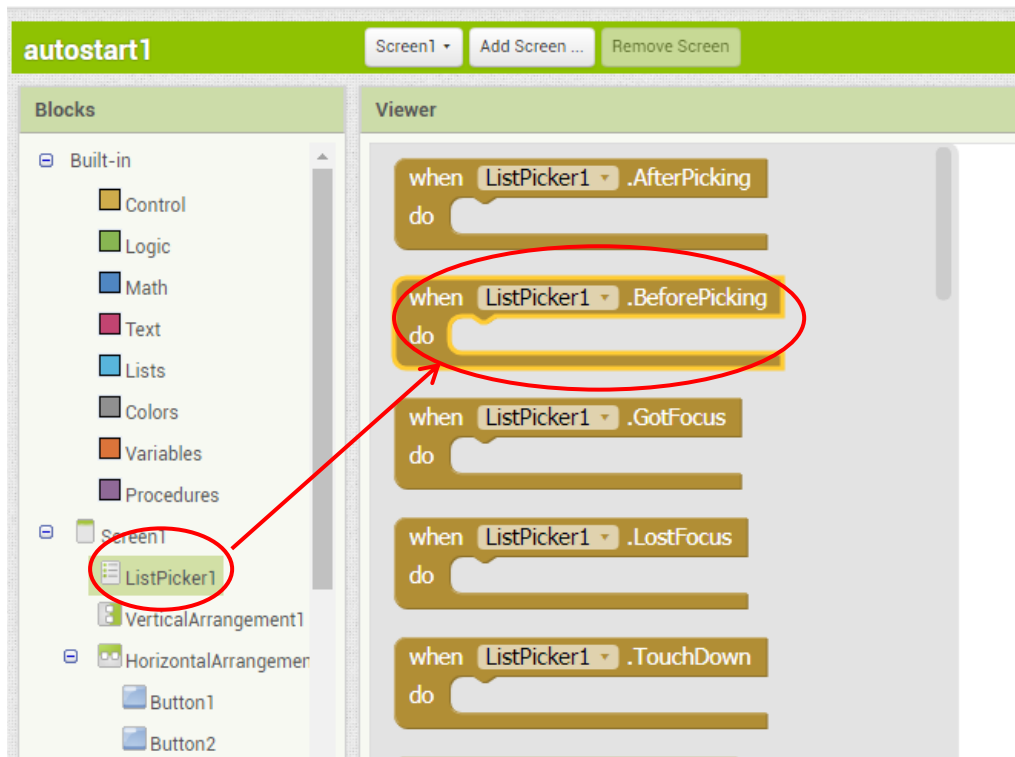 autostart1
Screen1
Add Screen ...
Remove Screen
Blocks
Viewer
Built-in
Control
Logic
Math
Text
Lists
Colors
Variables
Procedures
Screen1
ListPicker1
VerticalArrangement1
HorizontalArrangemen
Button1
Button2
when ListPicker1 .AfterPicking
do
when ListPicker1 .BeforePicking
do
when ListPicker1 .GotFocus
do
when ListPicker1 .LostFocus
do
when ListPicker1 .TouchDown
do